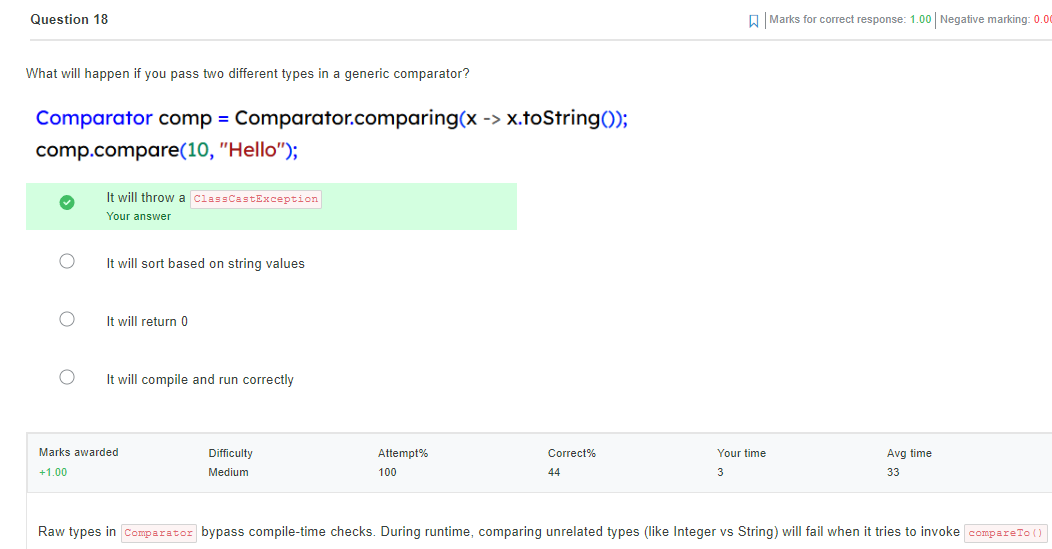 Question 18
Marks for correct response: 1.00 Negative marking: 0.00
What will happen if you pass two different types in a generic comparator?
Comparator comp = Comparator.comparing(x -> x.toString());
comp.compare(10, "Hello");
It will throw a ClassCastException
Your answer
It will sort based on string values
It will return 0
It will compile and run correctly
Marks awarded Difficulty Attempt% Correct% Your time Avg time
+1.00 Medium 100 44 3 33
Raw types in Comparator bypass compile-time checks. During runtime, comparing unrelated types (like Integer vs String) will fail when it tries to invoke compareTo()